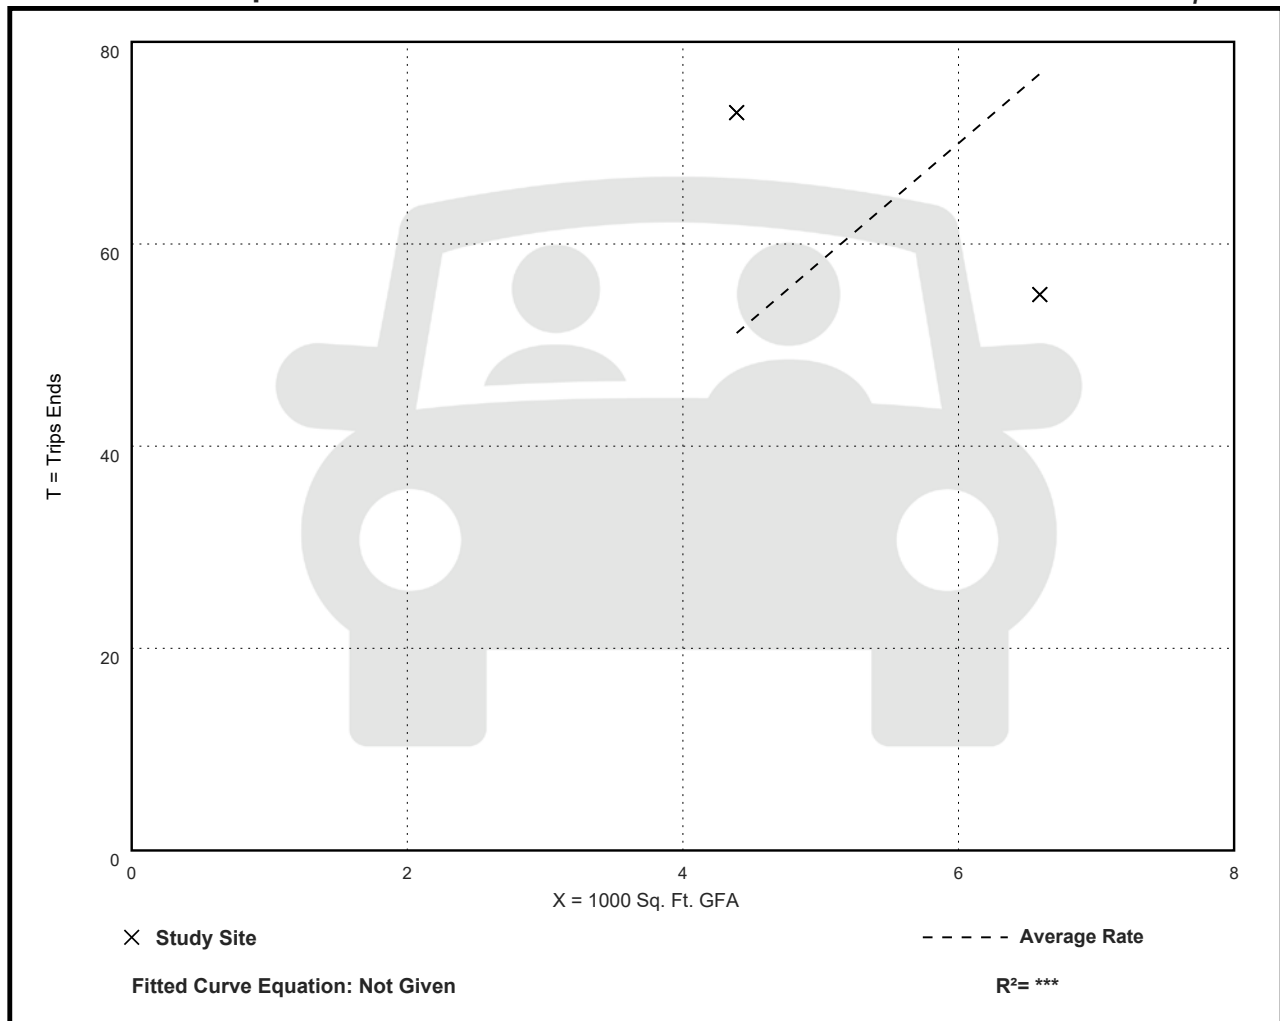 80
60
40
20
0
T = Trips Ends
0 2 4 6 8
X = 1000 Sq. Ft. GFA
Study Site
Average Rate
Fitted Curve Equation: Not Given
R²= ***